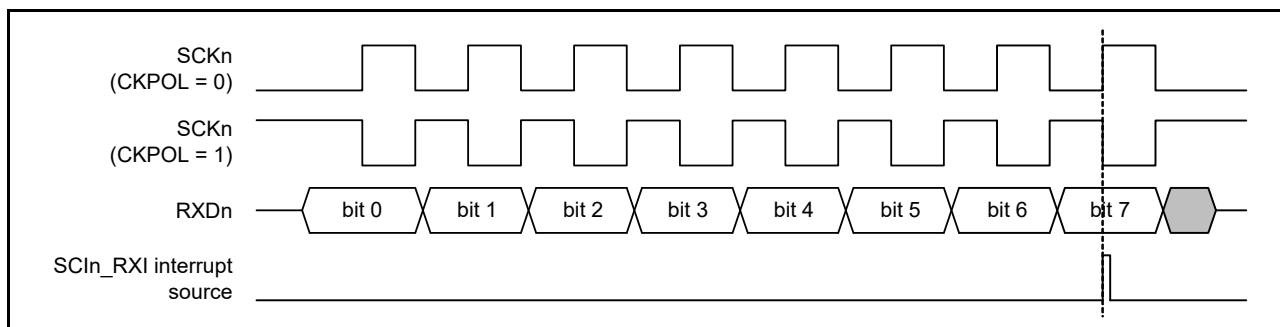 SCKn
(CKPOL = 0)
SCKn
(CKPOL = 1)
RXDn
bit 0
bit 1
bit 2
bit 3
bit 4
bit 5
bit 6
bit 7
SCIn_RXI interrupt
source